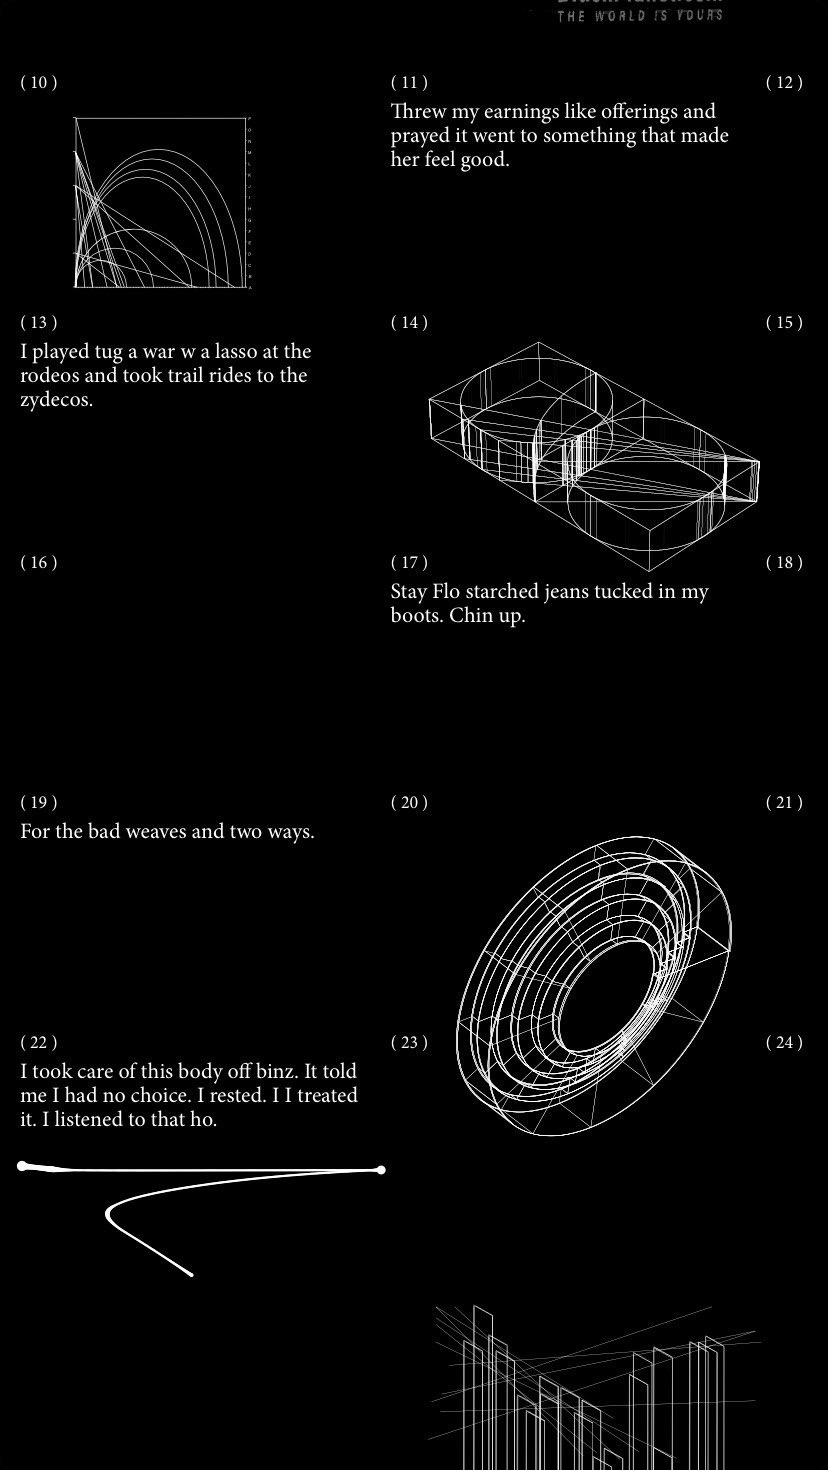 THE WORLD IS YOURS
( 10 )
( 11 )
( 12 )
Threw my earnings like offerings and
prayed it went to something that made
her feel good.
( 13 )
( 14 )
( 15 )
I played tug a war w a lasso at the
rodeos and took trail rides to the
zydecos.
( 16 )
( 17 )
( 18 )
Stay Flo starched jeans tucked in my
boots. Chin up.
( 19 )
( 20 )
( 21 )
For the bad weaves and two ways.
( 22 )
( 23 )
( 24 )
I took care of this body off binz. It told
me I had no choice. I rested. I I treated
it. I listened to that ho.